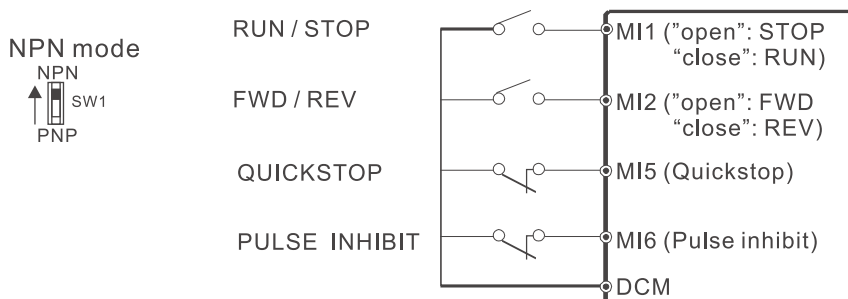 NPN mode
NPN
SW1
PNP
RUN / STOP
MI1 ("open": STOP
“close”: RUN)
FWD / REV
MI2 ("open": FWD
“close”: REV)
QUICKSTOP
MI5 (Quickstop)
PULSE INHIBIT
MI6 (Pulse inhibit)
DCM